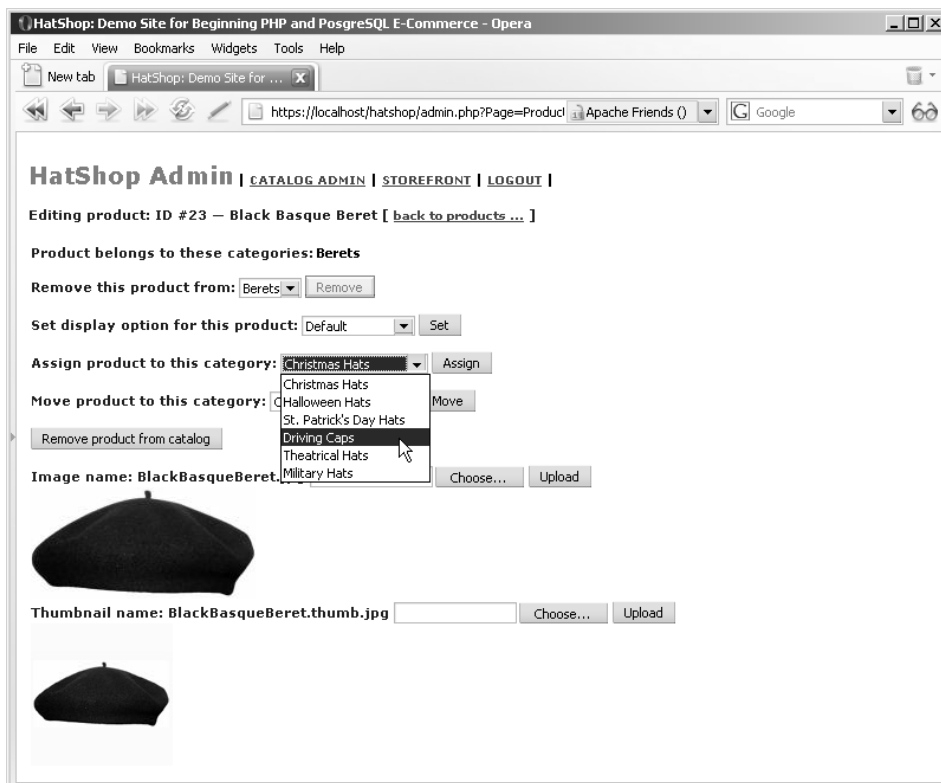 HatShop: Demo Site for Beginning PHP and PosgreSQL E-Commerce - Opera
File Edit View Bookmarks Widgets Tools Help
New tab HatShop: Demo Site for ... X
https://localhost/hatshop/admin.php?Page=Product Apache Friends () G Google
HatShop Admin | CATALOG ADMIN | STOREFRONT | LOGOUT |
Editing product: ID #23 — Black Basque Beret [ back to products ... ]
Product belongs to these categories: Berets
Remove this product from: Berets Remove
Set display option for this product: Default Set
Assign product to this category: Christmas Hats Assign
Christmas Hats
Halloween Hats
St. Patrick's Day Hats
Driving Caps
Theatrical Hats
Military Hats
Move product to this category: Move
Remove product from catalog
Image name: BlackBasqueBeret. Choose... Upload
Thumbnail name: BlackBasqueBeret.thumb.jpg Choose... Upload